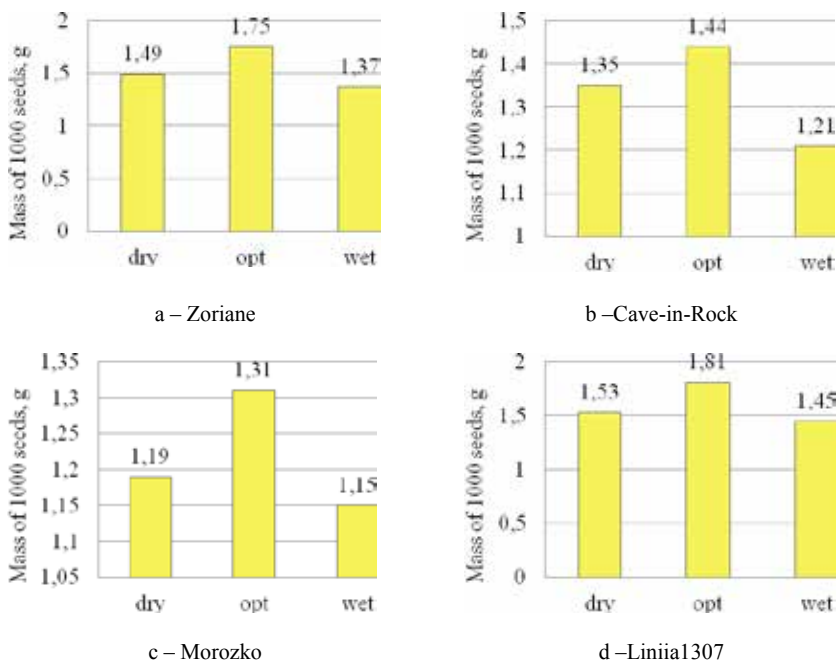 Mass of 1000 seeds, g
2
1,5
1
0,5
0
1,49
1,75
1,37
dry opt wet
a – Zoriane
Mass of 1000 seeds, g
1,5
1,4
1,3
1,2
1,1
1
1,35
1,44
1,21
dry opt wet
b –Cave-in-Rock
Mass of 1000 seeds, g
1,35
1,3
1,25
1,2
1,15
1,1
1,05
1,19
1,31
1,15
dry opt wet
c – Morozko
Mass of 1000 seeds, g
2
1,5
1
0,5
0
1,53
1,81
1,45
dry opt wet
d –Liniia1307